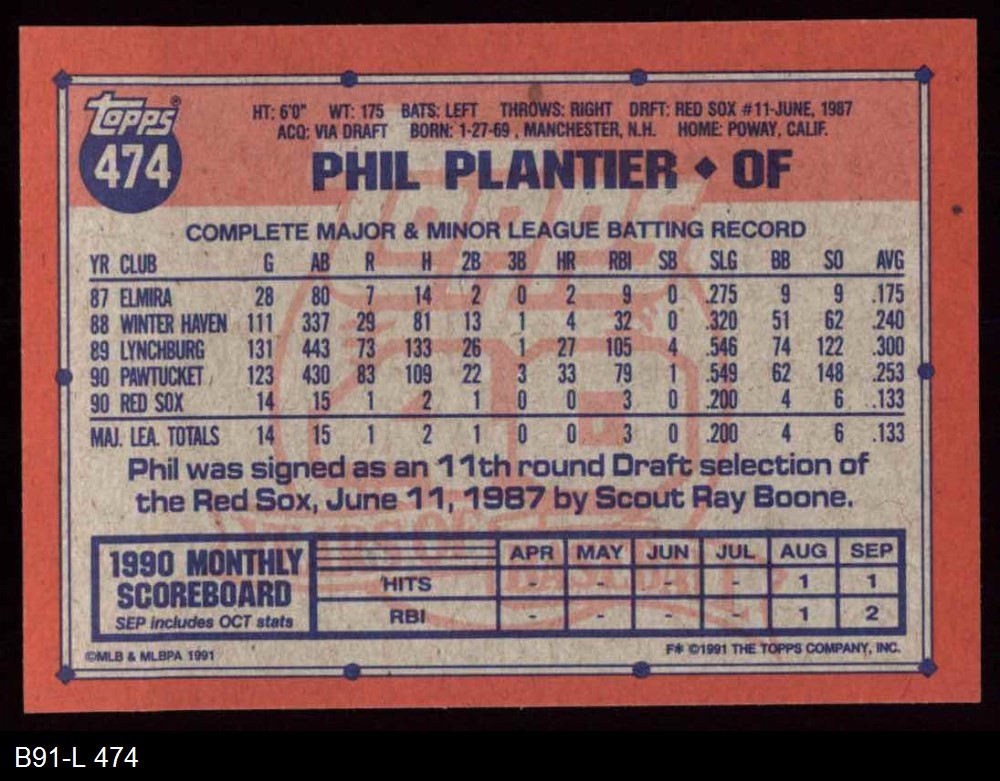 Topps®
474
HT: 6'0" WT: 175 BATS: LEFT THROWS: RIGHT DRFT: RED SOX #11-JUNE, 1987
ACQ: VIA DRAFT BORN: 1-27-69 , MANCHESTER, N.H. HOME: POWAY, CALIF.
PHIL PLANTIER ◆ OF
COMPLETE MAJOR & MINOR LEAGUE BATTING RECORD
YR CLUB G AB R H 2B 3B HR RBI SB SLG BB SO AVG
87 ELMIRA 28 80 7 14 2 0 2 9 0 .275 9 9 .175
88 WINTER HAVEN 111 337 29 81 13 1 4 32 0 .320 51 62 .240
89 LYNCHBURG 131 443 73 133 26 1 27 105 4 .546 74 122 .300
90 PAWTUCKET 123 430 83 109 22 3 33 79 1 .549 62 148 .253
90 RED SOX 14 15 1 2 1 0 0 3 0 .200 4 6 .133
MAJ. LEA. TOTALS 14 15 1 2 1 0 0 3 0 .200 4 6 .133
Phil was signed as an 11th round Draft selection of
the Red Sox, June 11, 1987 by Scout Ray Boone.
1990 MONTHLY
SCOREBOARD
SEP includes OCT stats
APR MAY JUN JUL AUG SEP
HITS - - - - 1 1
RBI - - - - 1 2
©MLB & MLBPA 1991
F* ©1991 THE TOPPS COMPANY, INC.
B91-L 474